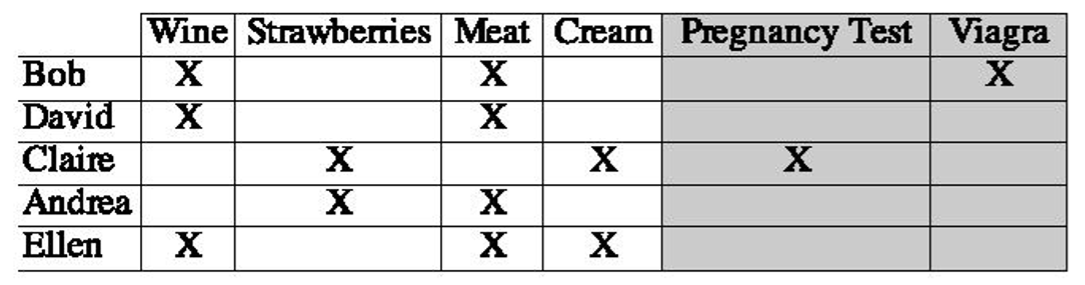 Wine Strawberries Meat Cream Pregnancy Test Viagra
Bob X X X
David X X
Claire X X X
Andrea X X
Ellen X X X